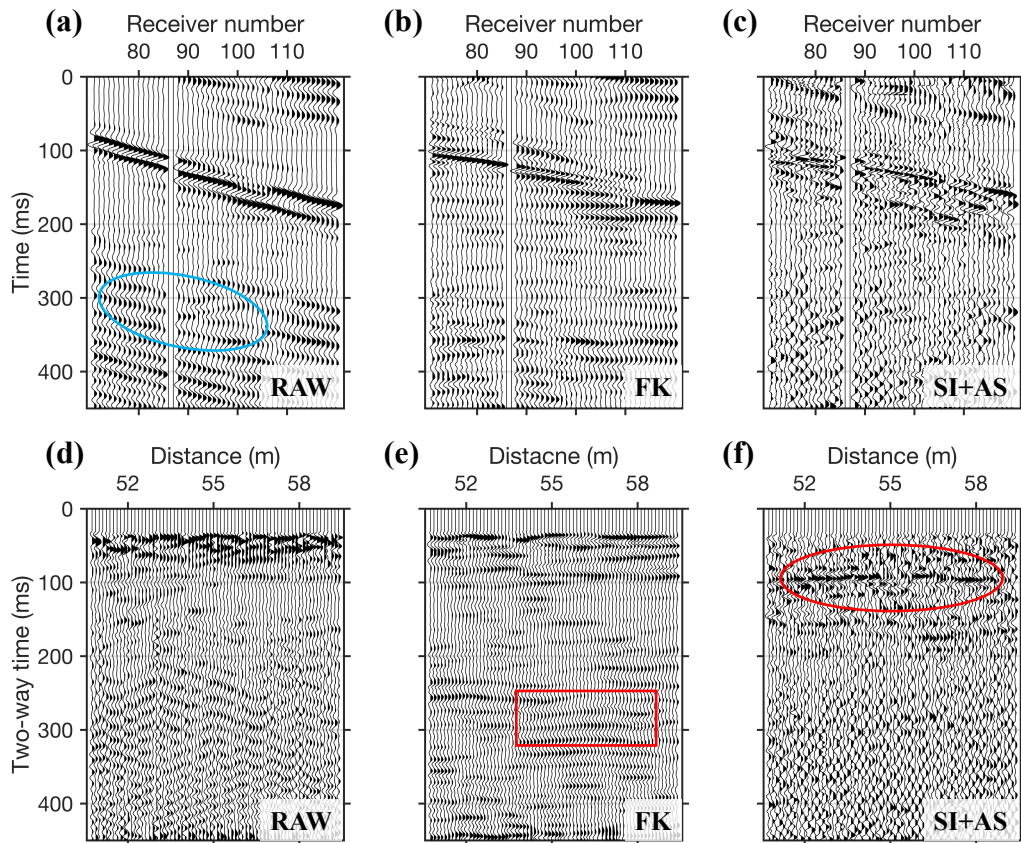 (a) Receiver number (b) Receiver number (c) Receiver number
80 90 100 110 80 90 100 110 80 90 100 110
0
100
200
300
400
Time (ms)
RAW FK SI+AS
(d) Distance (m) (e) Distacne (m) (f) Distance (m)
52 55 58 52 55 58 52 55 58
0
100
200
300
400
Two-way time (ms)
RAW FK SI+AS